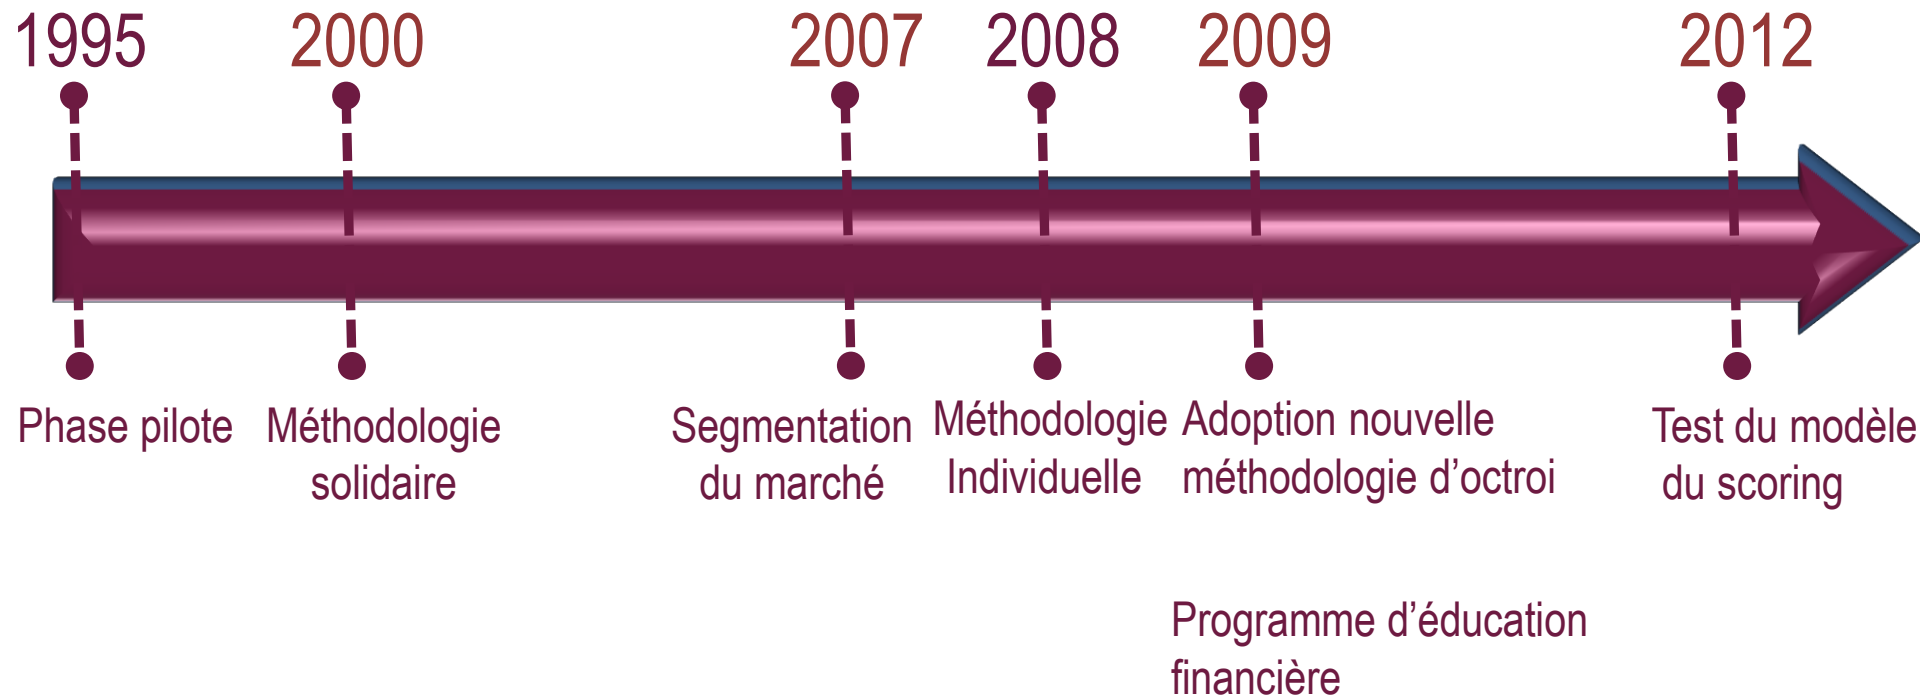 1995
2000
2007
2008
2009
2012
Phase pilote
Méthodologie
solidaire
Segmentation
du marché
Méthodologie
Individuelle
Adoption nouvelle
méthodologie d’octroi
Test du modèle
du scoring
Programme d’éducation
financière